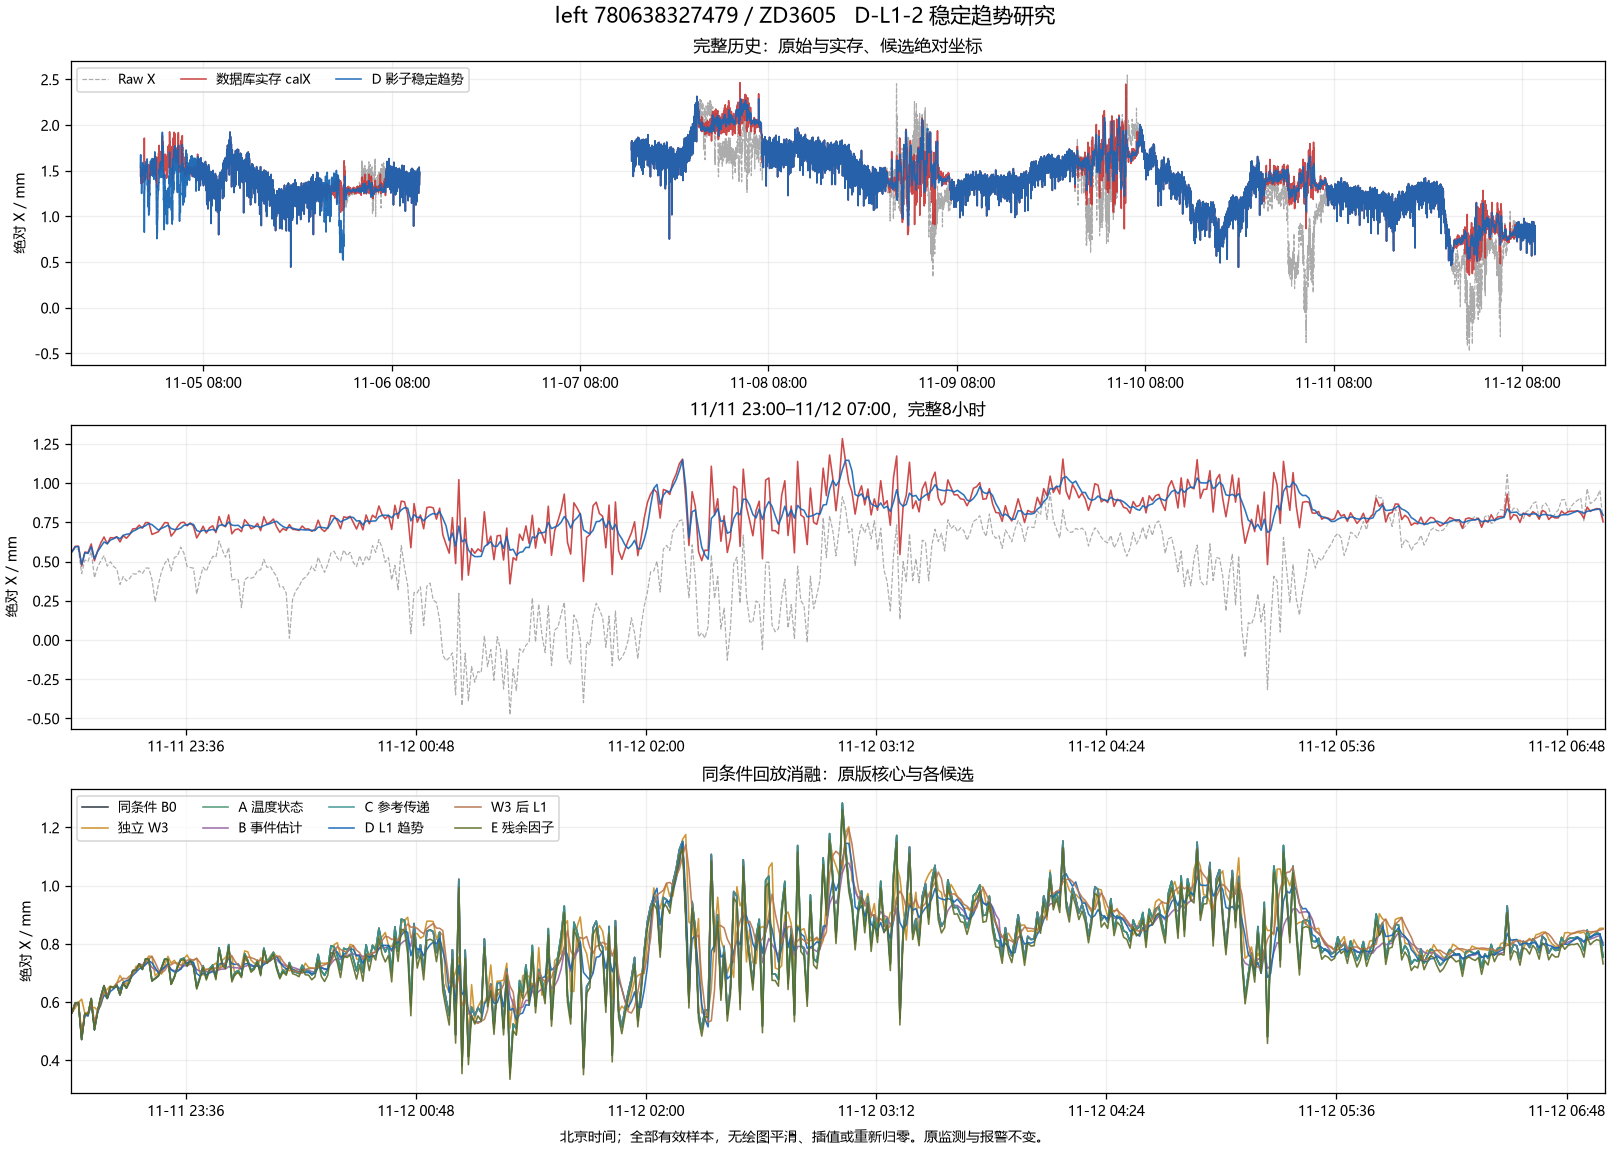 left 780638327479 / ZD3605   D-L1-2 稳定趋势研究
完整历史：原始与实存、候选绝对坐标
Raw X
数据库实存 calX
D 影子稳定趋势
绝对 X / mm
2.5
2.0
1.5
1.0
0.5
0.0
-0.5
11-05 08:00
11-06 08:00
11-07 08:00
11-08 08:00
11-09 08:00
11-10 08:00
11-11 08:00
11-12 08:00
11/11 23:00–11/12 07:00，完整8小时
绝对 X / mm
1.25
1.00
0.75
0.50
0.25
0.00
-0.25
-0.50
11-11 23:36
11-12 00:48
11-12 02:00
11-12 03:12
11-12 04:24
11-12 05:36
11-12 06:48
同条件回放消融：原版核心与各候选
同条件 B0
A 温度状态
C 参考传递
W3 后 L1
独立 W3
B 事件估计
D L1 趋势
E 残余因子
绝对 X / mm
1.2
1.0
0.8
0.6
0.4
11-11 23:36
11-12 00:48
11-12 02:00
11-12 03:12
11-12 04:24
11-12 05:36
11-12 06:48
北京时间；全部有效样本，无绘图平滑、插值或重新归零。原监测与报警不变。